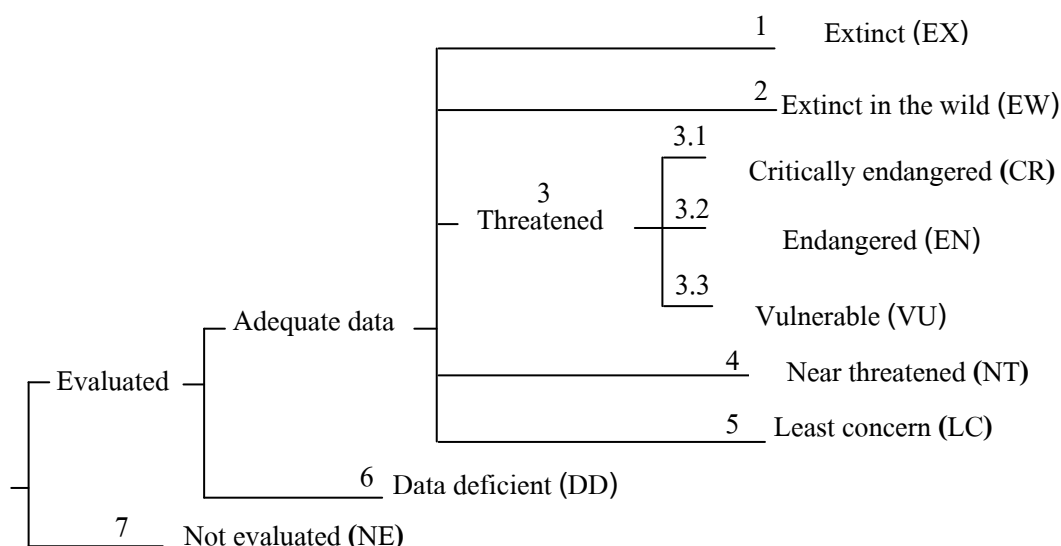 1
Extinct (EX)
2
Extinct in the wild (EW)
3.1
Critically endangered (CR)
3
Threatened
3.2
Endangered (EN)
3.3
Vulnerable (VU)
Adequate data
4
Near threatened (NT)
Evaluated
5
Least concern (LC)
6
Data deficient (DD)
7
Not evaluated (NE)